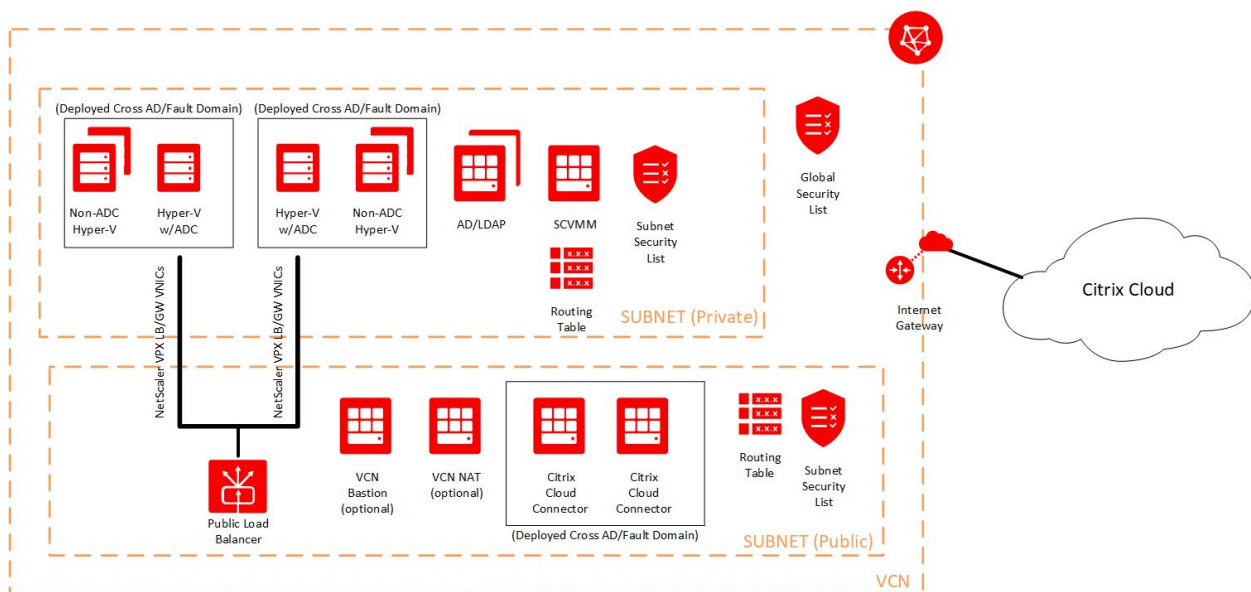 (Deployed Cross AD/Fault Domain)
(Deployed Cross AD/Fault Domain)
Non-ADC
Hyper-V
Hyper-V
w/ADC
Hyper-V
w/ADC
Non-ADC
Hyper-V
AD/LDAP
SCVMM
Subnet
Security
List
x.x.x
x.x.x
x.x.x
Routing
Table
SUBNET (Private)
Global
Security
List
Internet
Gateway
Citrix Cloud
NetScaler VPX LB/GW VNICs
NetScaler VPX LB/GW VNICs
Public Load
Balancer
VCN
Bastion
(optional)
VCN NAT
(optional)
Citrix
Cloud
Connector
Citrix
Cloud
Connector
(Deployed Cross AD/Fault Domain)
x.x.x
x.x.x
x.x.x
Routing
Table
Subnet
Security
List
SUBNET (Public)
VCN